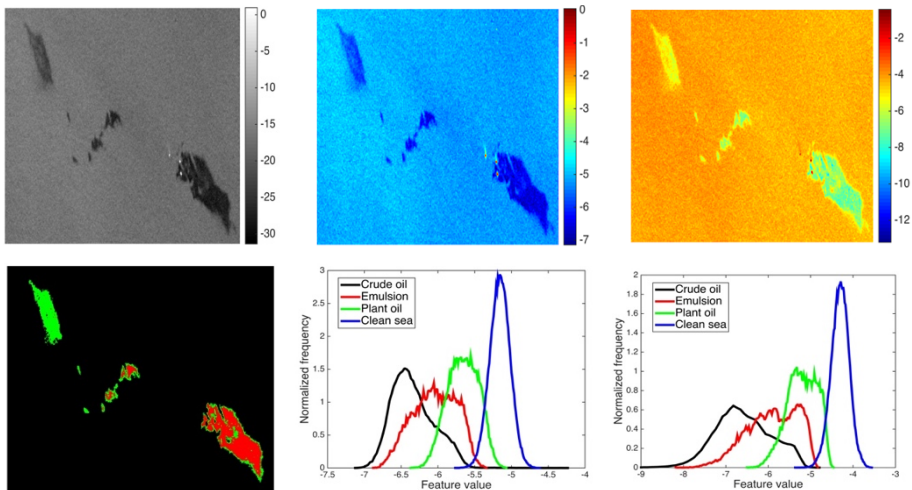 0
-5
-10
-15
-20
-25
-30
0
-1
-2
-3
-4
-5
-6
-7
-2
-4
-6
-8
-10
-12
Normalized frequency
3
2.5
2
1.5
1
0.5
0
Crude oil
Emulsion
Plant oil
Clean sea
-7.5 -7 -6.5 -6 -5.5 -5 -4.5 -4
Feature value
Normalized frequency
2
1.8
1.6
1.4
1.2
1
0.8
0.6
0.4
0.2
0
Crude oil
Emulsion
Plant oil
Clean sea
-9 -8 -7 -6 -5 -4 -3
Feature value